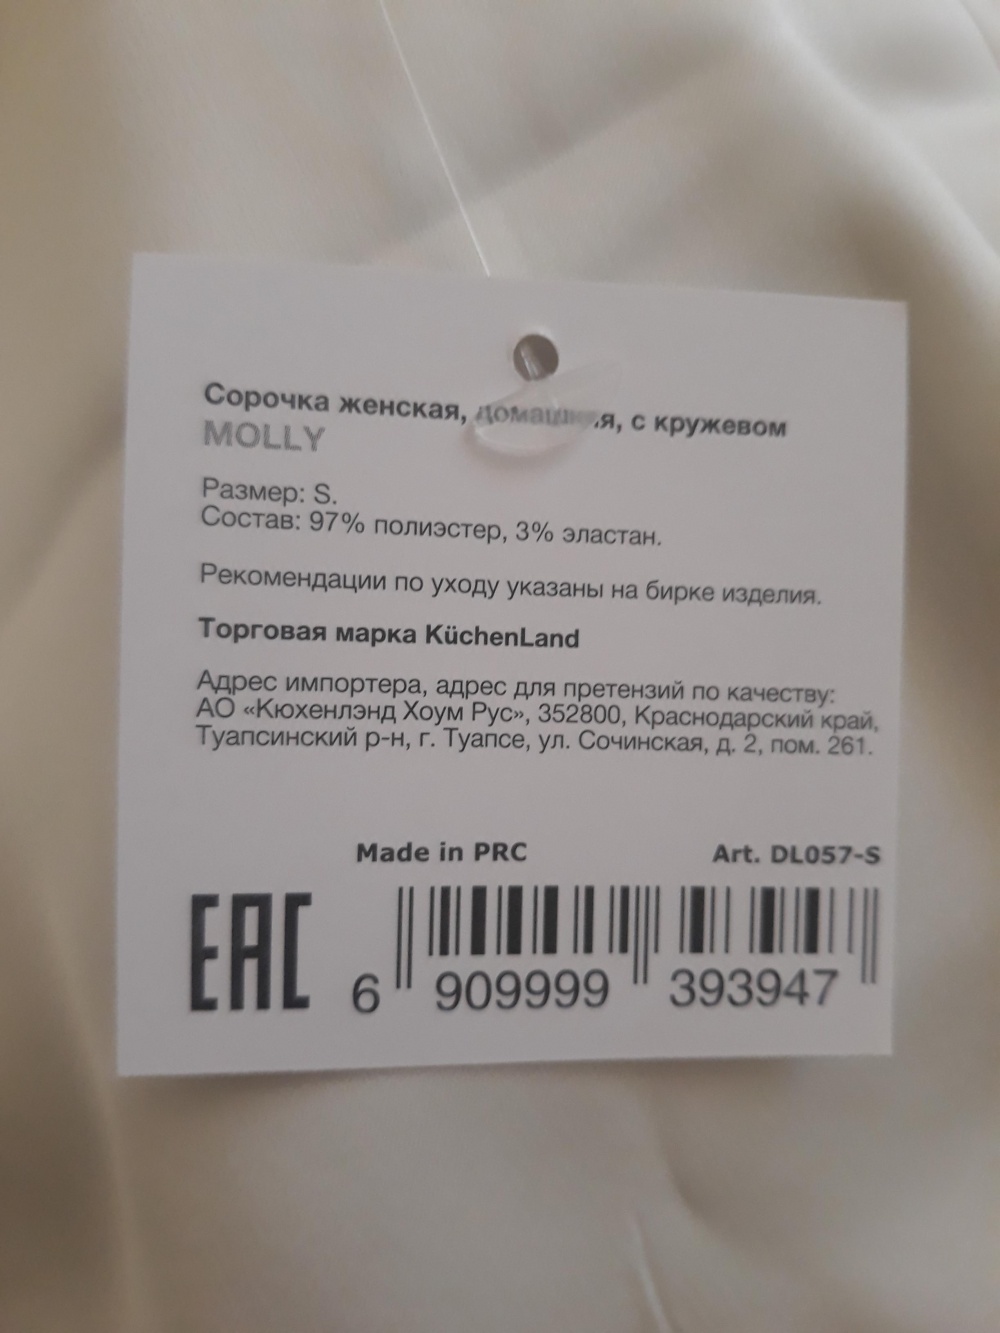 Сорочка женская, домашняя, с кружевом
MOLLY
Размер: S.
Состав: 97% полиэстер, 3% эластан.
Рекомендации по уходу указаны на бирке изделия.
Торговая марка KüchenLand
Адрес импортера, адрес для претензий по качеству:
АО «Кюхенлэнд Хоум Рус», 352800, Краснодарский край,
Туапсинский р-н, г. Туапсе, ул. Сочинская, д. 2, пом. 261.
Made in PRC Art. DL057-S
EAC 6 909999 393947